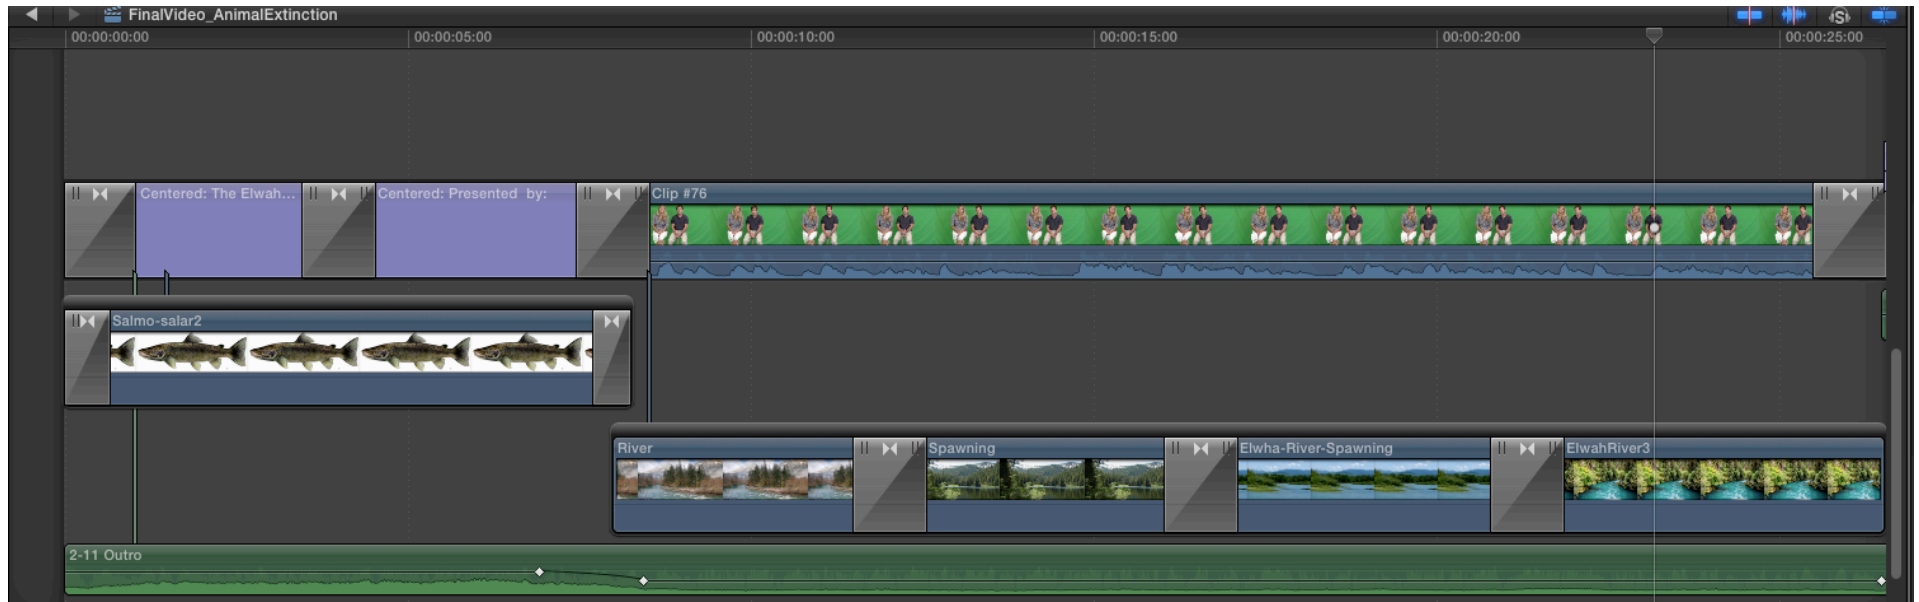 FinalVideo_AnimalExtinction
00:00:00:00
00:00:05:00
00:00:10:00
00:00:15:00
00:00:20:00
00:00:25:00
Centered: The Elwah...
Centered: Presented by:
Clip #76
Salmo-salar2
River
Spawning
Elwha-River-Spawning
ElwahRiver3
2-11 Outro